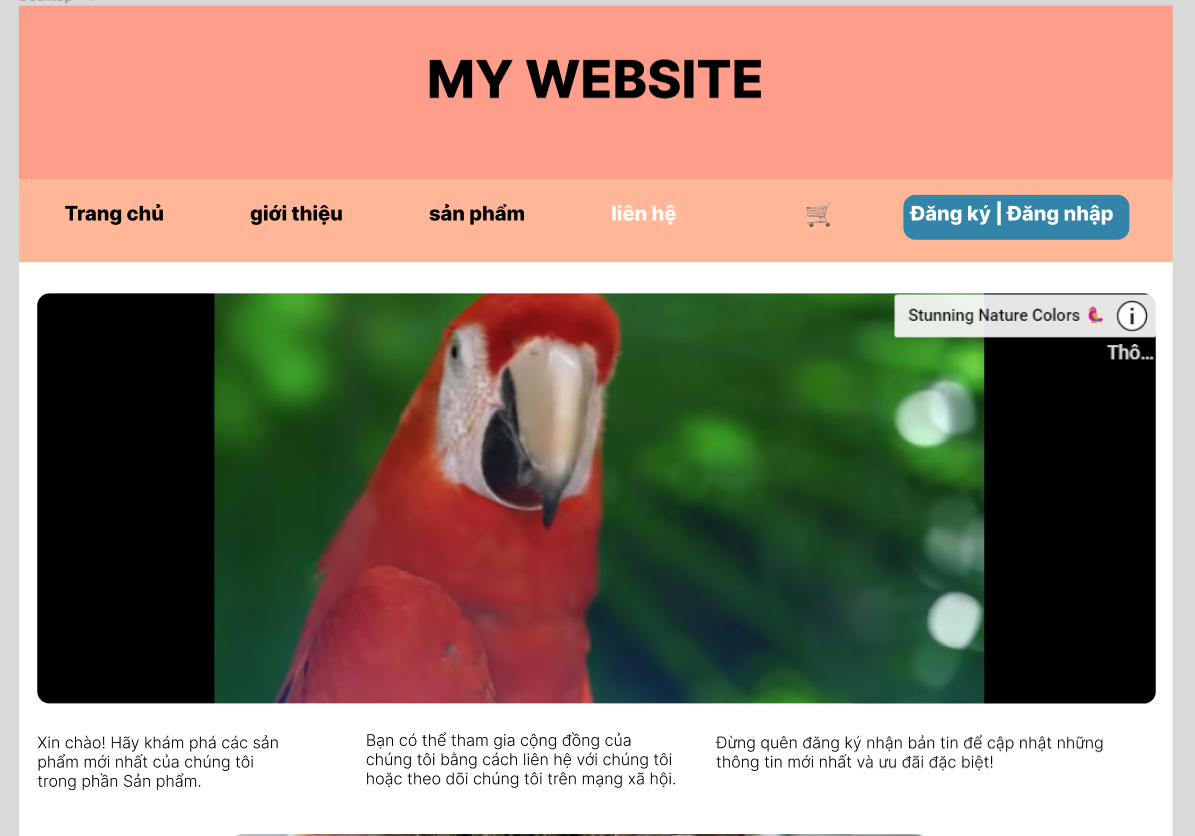 MY WEBSITE
Trang chủ
giới thiệu
sản phẩm
liên hệ
Đăng ký | Đăng nhập
Stunning Nature Colors
Thô...
Xin chào! Hãy khám phá các sản
phẩm mới nhất của chúng tôi
trong phần Sản phẩm.
Bạn có thể tham gia cộng đồng của
chúng tôi bằng cách liên hệ với chúng tôi
hoặc theo dõi chúng tôi trên mạng xã hội.
Đừng quên đăng ký nhận bản tin để cập nhật những
thông tin mới nhất và ưu đãi đặc biệt!